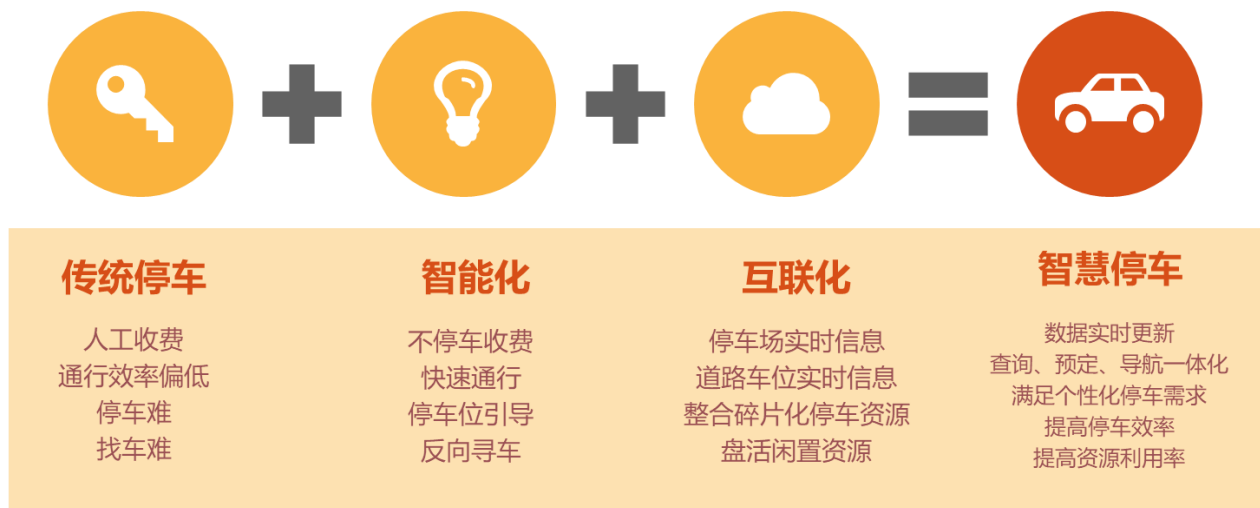 传统停车
人工收费
通行效率偏低
停车难
找车难
智能化
不停车收费
快速通行
停车位引导
反向寻车
互联化
停车场实时信息
道路车位实时信息
整合碎片化停车资源
盘活闲置资源
智慧停车
数据实时更新
查询、预定、导航一体化
满足个性化停车需求
提高停车效率
提高资源利用率